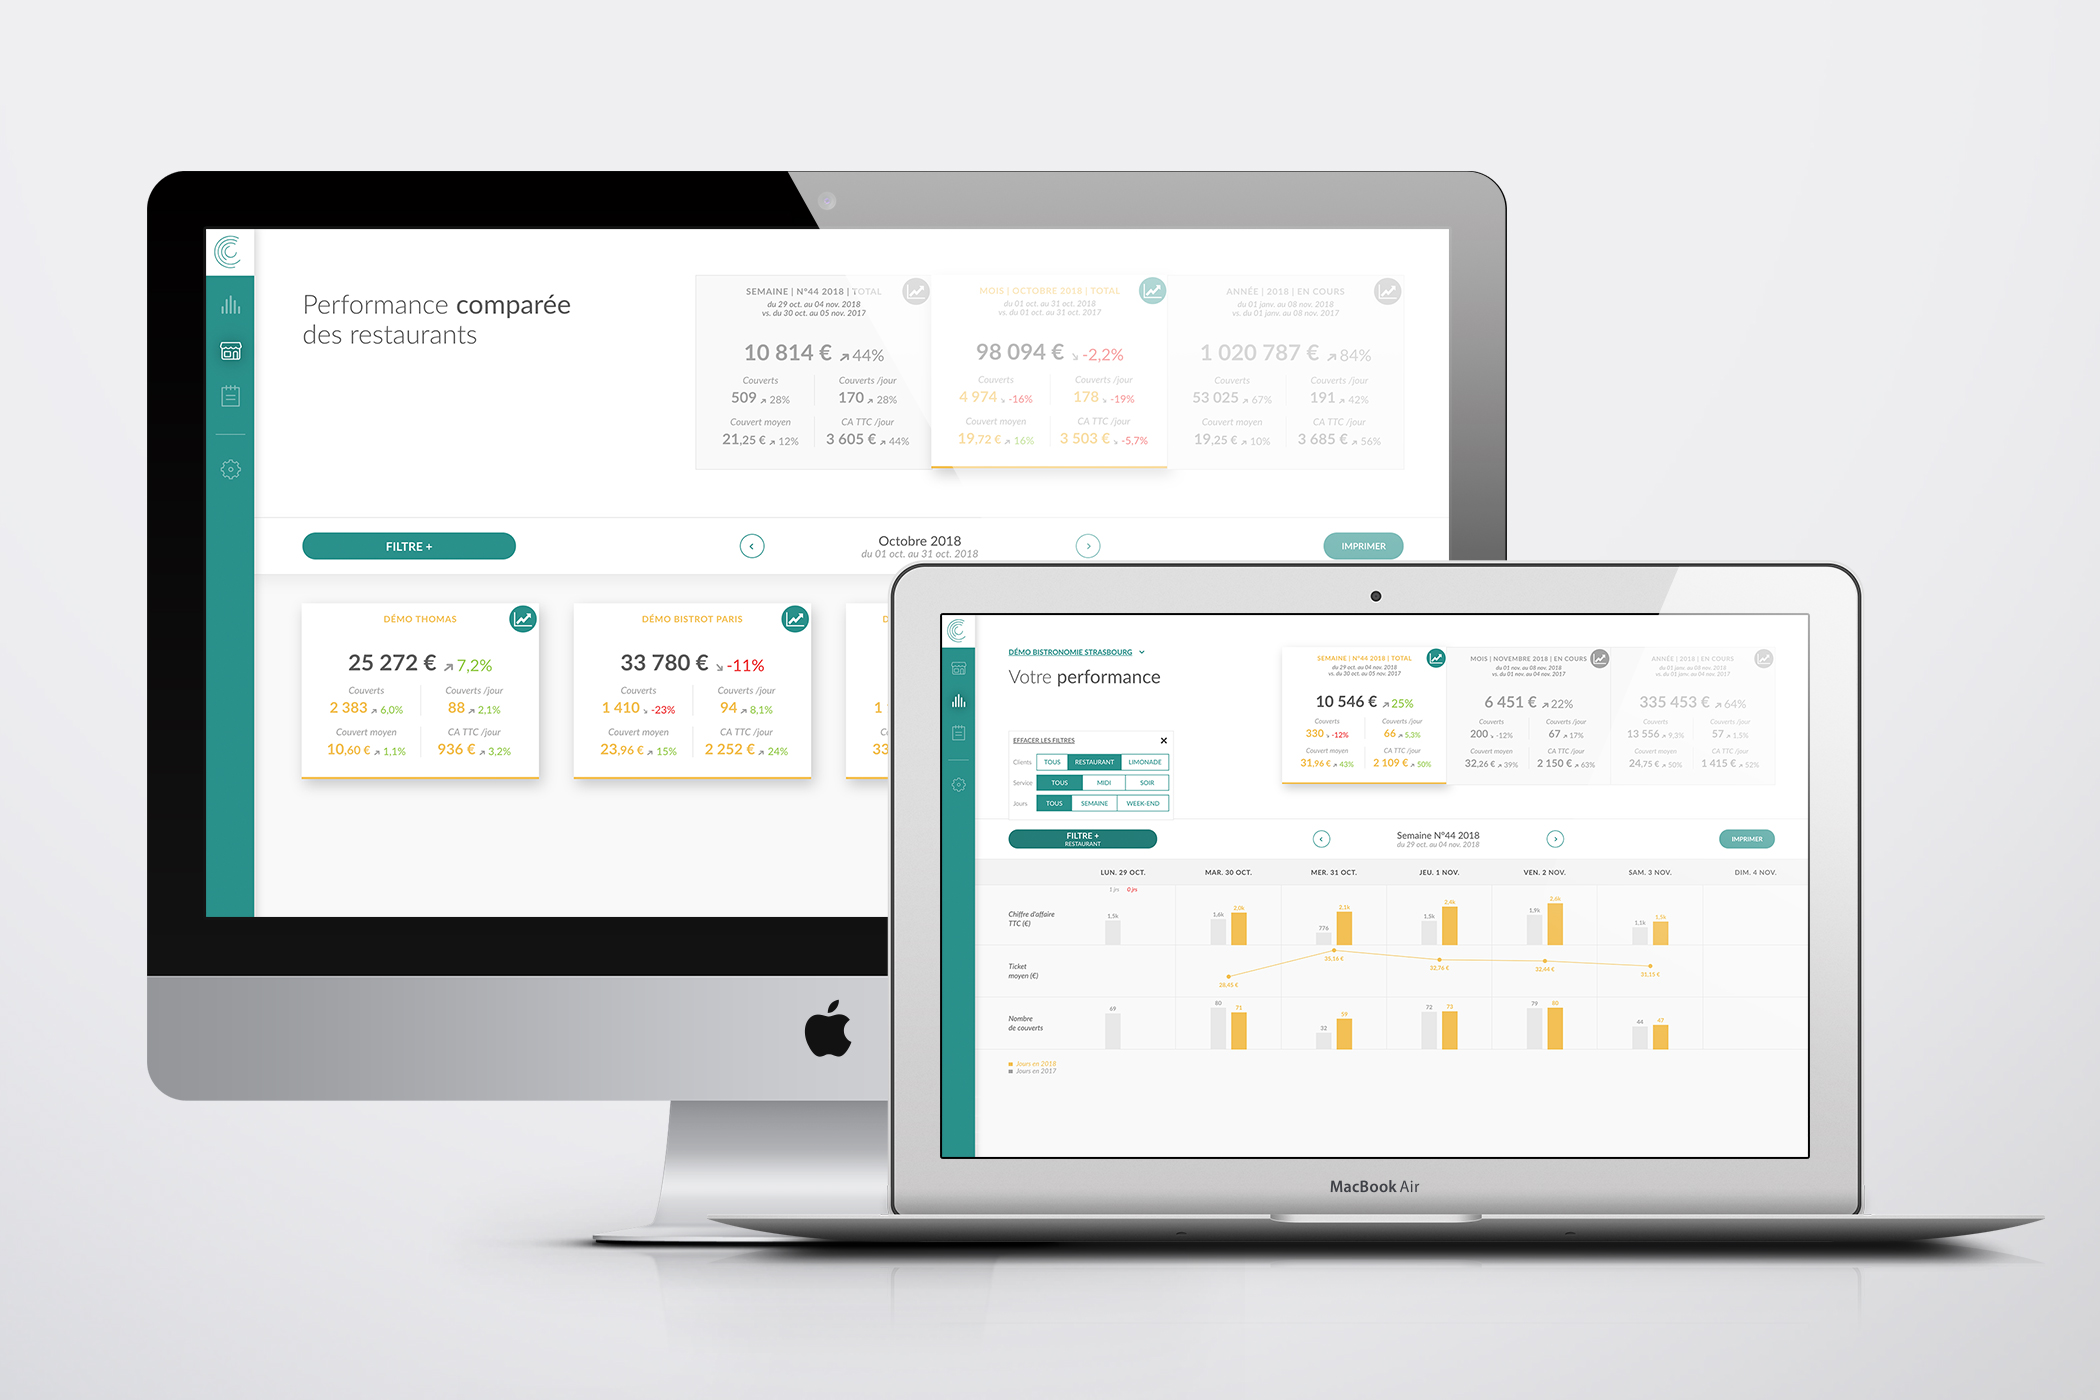 Performance comparée
des restaurants
SEMAINE | N°44 2018 | TOTAL
du 29 oct. au 04 nov. 2018
vs. du 30 oct. au 05 nov. 2017
10 814 € 44%
Couverts Couverts /jour
509 28% 170 28%
Couvert moyen CA TTC /jour
21,25 € 12% 3 605 € 44%
MOIS | OCTOBRE 2018 | TOTAL
du 01 oct. au 31 oct. 2018
vs. du 01 oct. au 31 oct. 2017
98 094 € -2,2%
Couverts Couverts /jour
4 974 -16% 178 -19%
Couvert moyen CA TTC /jour
19,72 € 16% 3 503 € -5,7%
ANNÉE | 2018 | EN COURS
du 01 janv. au 08 nov. 2018
vs. du 01 janv. au 08 nov. 2017
1 020 787 € 84%
Couverts Couverts /jour
53 025 67% 191 42%
Couvert moyen CA TTC /jour
19,25 € 10% 3 685 € 56%
FILTRE +
Octobre 2018
du 01 oct. au 31 oct. 2018
IMPRIMER
DÉMO THOMAS
25 272 € 7,2%
Couverts Couverts /jour
2 383 6,0% 88 2,1%
Couvert moyen CA TTC /jour
10,60 € 1,1% 936 € 3,2%
DÉMO BISTROT PARIS
33 780 € -11%
Couverts Couverts /jour
1 410 -23% 94 8,1%
Couvert moyen CA TTC /jour
23,96 € 15% 2 252 € 24%
D
1
C
33
DÉMO BISTRONOMIE STRASBOURG
Votre performance
SEMAINE | N°44 2018 | TOTAL
du 29 oct. au 04 nov. 2018
vs. du 30 oct. au 05 nov. 2017
10 546 € 25%
Couverts Couverts /jour
330 -12% 66 5,3%
Couvert moyen CA TTC /jour
31,96 € 43% 2 109 € 50%
MOIS | NOVEMBRE 2018 | EN COURS
du 01 nov. au 08 nov. 2018
vs. du 01 nov. au 04 nov. 2017
6 451 € 22%
Couverts Couverts /jour
200 -12% 67 17%
Couvert moyen CA TTC /jour
32,26 € 39% 2 150 € 63%
ANNÉE | 2018 | EN COURS
du 01 janv. au 08 nov. 2018
vs. du 01 janv. au 04 nov. 2017
335 453 € 64%
Couverts Couverts /jour
13 556 9,3% 57 1,5%
Couvert moyen CA TTC /jour
24,75 € 50% 1 415 € 52%
EFFACER LES FILTRES ×
Clients TOUS RESTAURANT LIMONADE
Service TOUS MIDI SOIR
Jours TOUS SEMAINE WEEK-END
FILTRE +
RESTAURANT
Semaine N°44 2018
du 29 oct. au 04 nov. 2018
IMPRIMER
LUN. 29 OCT. MAR. 30 OCT. MER. 31 OCT. JEU. 1 NOV. VEN. 2 NOV. SAM. 3 NOV. DIM. 4 NOV.
1 jrs 0 jrs
Chiffre d'affaire
TTC (€)
1,5k 1,6k 2,0k 776 2,1k 1,5k 2,4k 1,9k 2,6k 1,1k 1,5k
Ticket
moyen (€)
28,45 € 35,16 € 32,76 € 32,44 € 31,15 €
Nombre
de couverts
69 80 71 32 59 72 73 79 80 44 47
Jours en 2018
Jours en 2017
MacBook Air